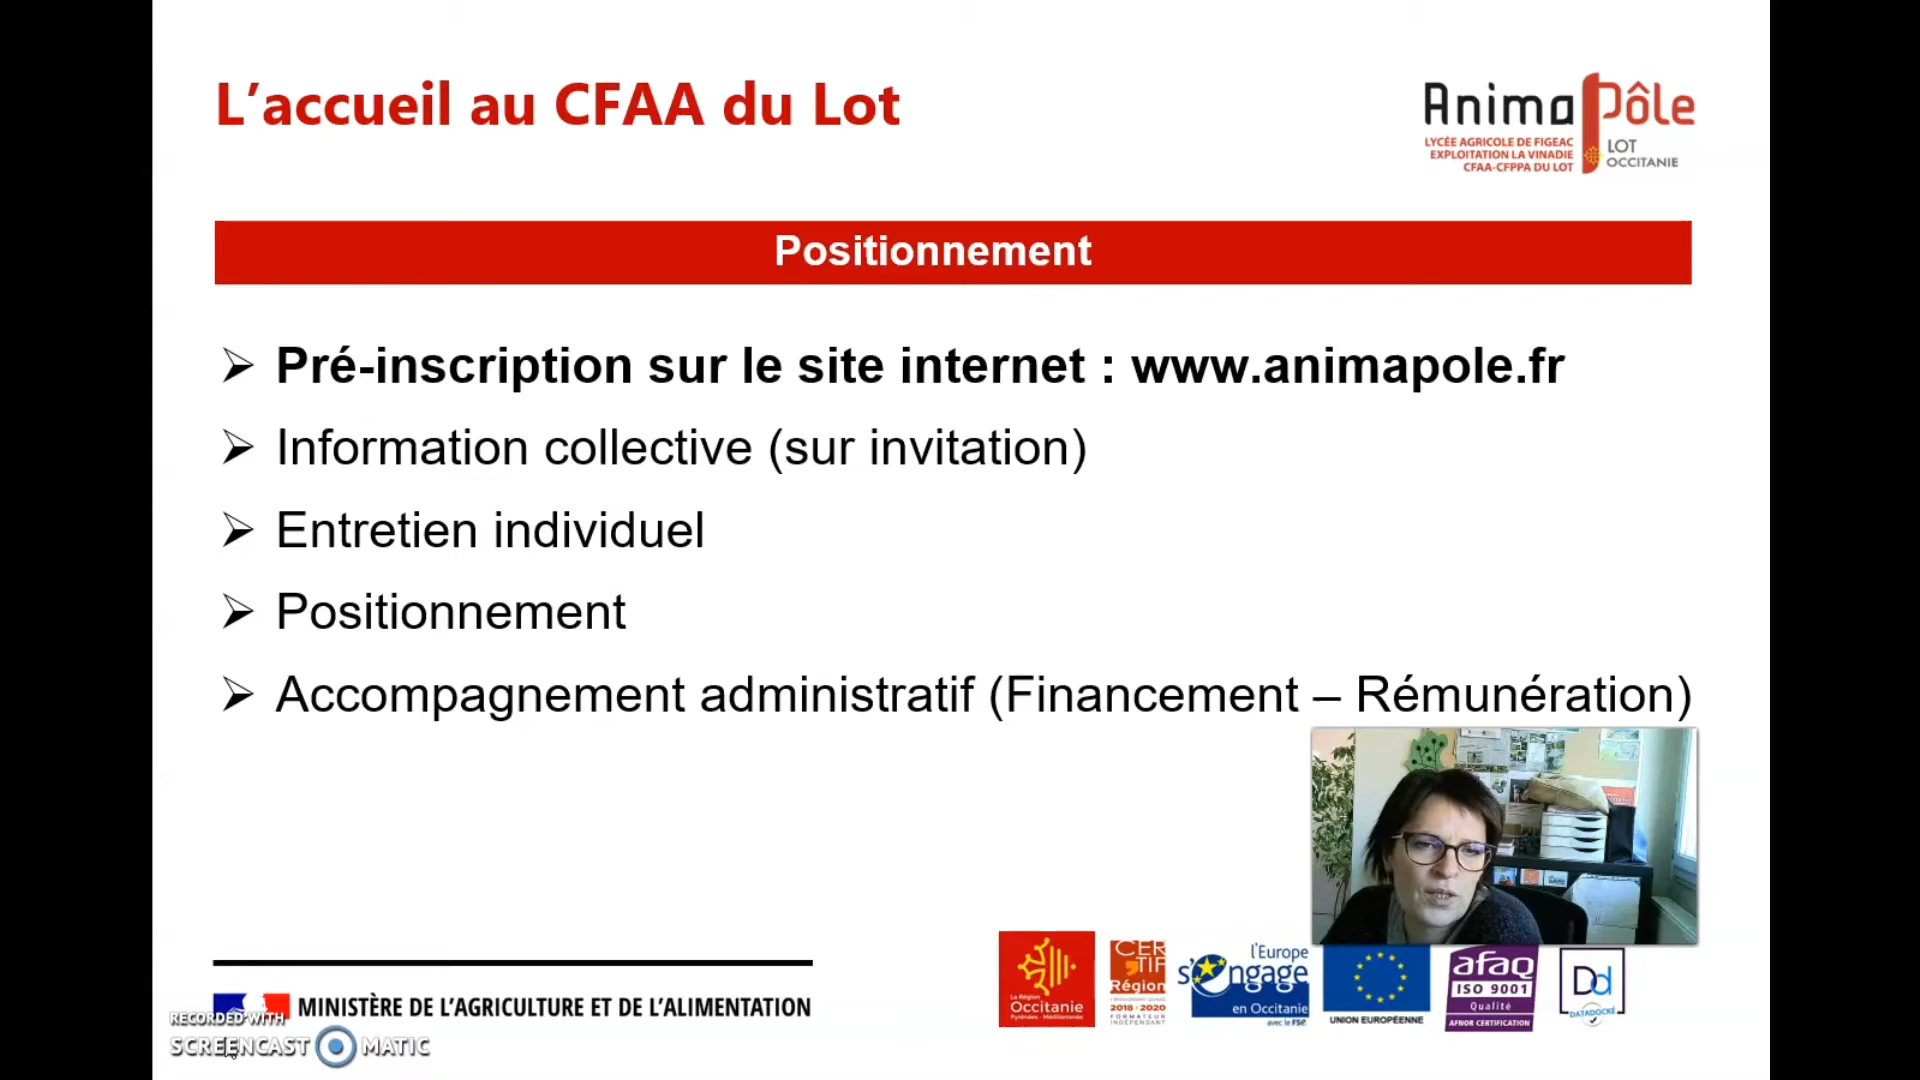 L’accueil au CFAA du Lot
AnimaPôle
LYCÉE AGRICOLE DE FIGEAC
EXPLOITATION LA VINADIE
CFAA-CFPPA DU LOT
LOT
OCCITANIE
Positionnement
➢ Pré-inscription sur le site internet : www.animapole.fr
➢ Information collective (sur invitation)
➢ Entretien individuel
➢ Positionnement
➢ Accompagnement administratif (Financement – Rémunération)
MINISTÈRE DE L’AGRICULTURE ET DE L’ALIMENTATION
RECORDED WITH
SCREENCAST MATIC
La Région
Occitanie
Pyrénées - Méditerranée
CER
TIF
Région
2018 - 2020
FORMATEUR
INDÉPENDANT
l’Europe
s’engage
en Occitanie
avec le FSE
UNION EUROPÉENNE
afaq
ISO 9001
Qualité
AFNOR CERTIFICATION
Dd
DATADOCKÉ